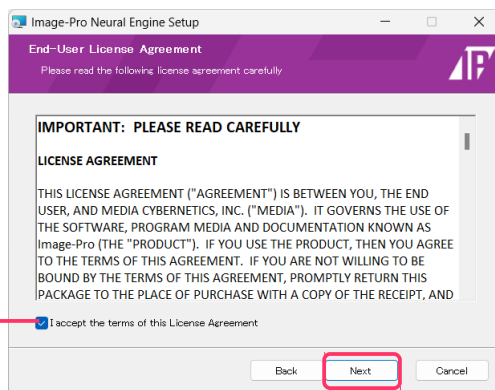 Image-Pro Neural Engine Setup
End-User License Agreement
Please read the following license agreement carefully
IMPORTANT:  PLEASE READ CAREFULLY
LICENSE AGREEMENT
THIS LICENSE AGREEMENT ("AGREEMENT") IS BETWEEN YOU, THE END
USER, AND MEDIA CYBERNETICS, INC. ("MEDIA").  IT GOVERNS THE USE OF
THE SOFTWARE, PROGRAM MEDIA AND DOCUMENTATION KNOWN AS
Image-Pro (THE "PRODUCT").  IF YOU USE THE PRODUCT, THEN YOU AGREE
TO THE TERMS OF THIS AGREEMENT.  IF YOU ARE NOT WILLING TO BE
BOUND BY THE TERMS OF THIS AGREEMENT, PROMPTLY RETURN THIS
PACKAGE TO THE PLACE OF PURCHASE WITH A COPY OF THE RECEIPT, AND
I accept the terms of this License Agreement
Back Next Cancel